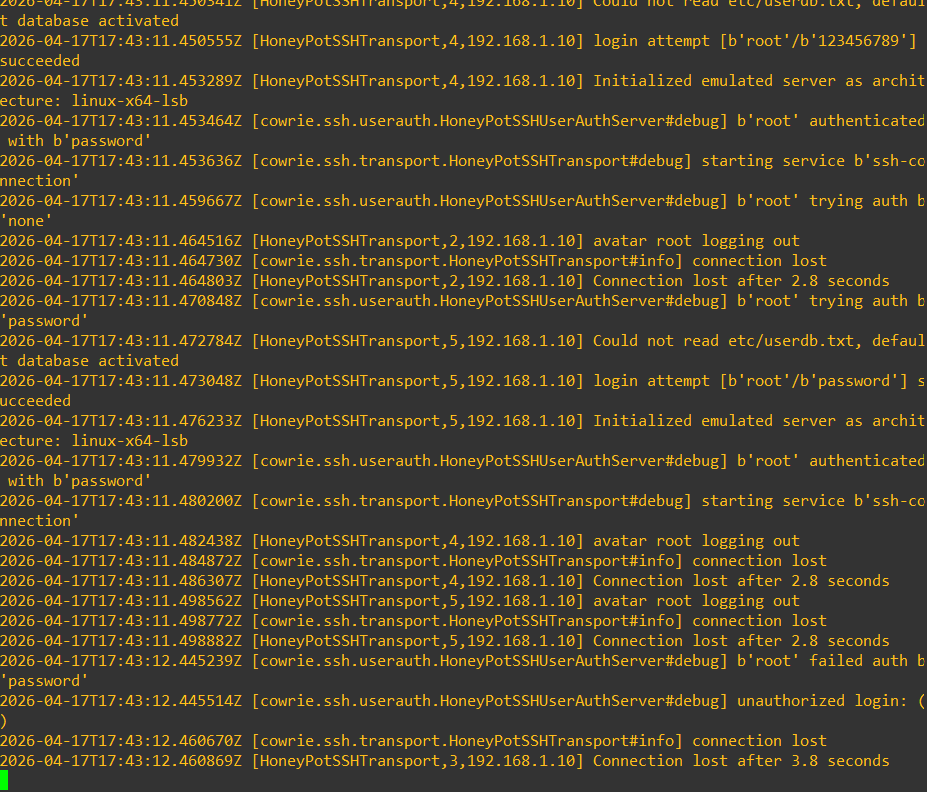 2026-04-17T17:43:11.450341Z [HoneyPotSSHTransport,4,192.168.1.10] Could not read etc/userdb.txt, defaul
t database activated
2026-04-17T17:43:11.450555Z [HoneyPotSSHTransport,4,192.168.1.10] login attempt [b'root'/b'123456789']
succeeded
2026-04-17T17:43:11.453289Z [HoneyPotSSHTransport,4,192.168.1.10] Initialized emulated server as archit
ecture: linux-x64-lsb
2026-04-17T17:43:11.453464Z [cowrie.ssh.userauth.HoneyPotSSHUserAuthServer#debug] b'root' authenticated
 with b'password'
2026-04-17T17:43:11.453636Z [cowrie.ssh.transport.HoneyPotSSHTransport#debug] starting service b'ssh-co
nnection'
2026-04-17T17:43:11.459667Z [cowrie.ssh.userauth.HoneyPotSSHUserAuthServer#debug] b'root' trying auth b
'none'
2026-04-17T17:43:11.464516Z [HoneyPotSSHTransport,2,192.168.1.10] avatar root logging out
2026-04-17T17:43:11.464730Z [cowrie.ssh.transport.HoneyPotSSHTransport#info] connection lost
2026-04-17T17:43:11.464803Z [HoneyPotSSHTransport,2,192.168.1.10] Connection lost after 2.8 seconds
2026-04-17T17:43:11.470848Z [cowrie.ssh.userauth.HoneyPotSSHUserAuthServer#debug] b'root' trying auth b
'password'
2026-04-17T17:43:11.472784Z [HoneyPotSSHTransport,5,192.168.1.10] Could not read etc/userdb.txt, defaul
t database activated
2026-04-17T17:43:11.473048Z [HoneyPotSSHTransport,5,192.168.1.10] login attempt [b'root'/b'password'] s
ucceeded
2026-04-17T17:43:11.476233Z [HoneyPotSSHTransport,5,192.168.1.10] Initialized emulated server as archit
ecture: linux-x64-lsb
2026-04-17T17:43:11.479932Z [cowrie.ssh.userauth.HoneyPotSSHUserAuthServer#debug] b'root' authenticated
 with b'password'
2026-04-17T17:43:11.480200Z [cowrie.ssh.transport.HoneyPotSSHTransport#debug] starting service b'ssh-co
nnection'
2026-04-17T17:43:11.482438Z [HoneyPotSSHTransport,4,192.168.1.10] avatar root logging out
2026-04-17T17:43:11.484872Z [cowrie.ssh.transport.HoneyPotSSHTransport#info] connection lost
2026-04-17T17:43:11.486307Z [HoneyPotSSHTransport,4,192.168.1.10] Connection lost after 2.8 seconds
2026-04-17T17:43:11.498562Z [HoneyPotSSHTransport,5,192.168.1.10] avatar root logging out
2026-04-17T17:43:11.498772Z [cowrie.ssh.transport.HoneyPotSSHTransport#info] connection lost
2026-04-17T17:43:11.498882Z [HoneyPotSSHTransport,5,192.168.1.10] Connection lost after 2.8 seconds
2026-04-17T17:43:12.445239Z [cowrie.ssh.userauth.HoneyPotSSHUserAuthServer#debug] b'root' failed auth b
'password'
2026-04-17T17:43:12.445514Z [cowrie.ssh.userauth.HoneyPotSSHUserAuthServer#debug] unauthorized login: (
)
2026-04-17T17:43:12.460670Z [cowrie.ssh.transport.HoneyPotSSHTransport#info] connection lost
2026-04-17T17:43:12.460869Z [HoneyPotSSHTransport,3,192.168.1.10] Connection lost after 3.8 seconds